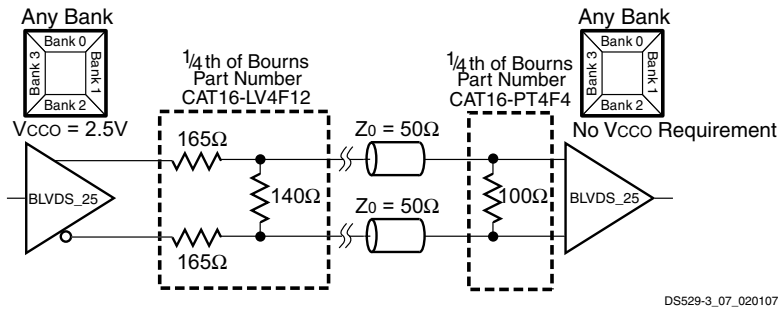 Any Bank
Bank 0
Bank 3
Bank 1
Bank 2
VCCO = 2.5V
1/4th of Bourns
Part Number
CAT16-LV4F12
1/4th of Bourns
Part Number
CAT16-PT4F4
Any Bank
Bank 0
Bank 3
Bank 1
Bank 2
No VCCO Requirement
BLVDS_25
165Ω
140Ω
165Ω
Z0 = 50Ω
Z0 = 50Ω
100Ω
BLVDS_25
DS529-3_07_020107